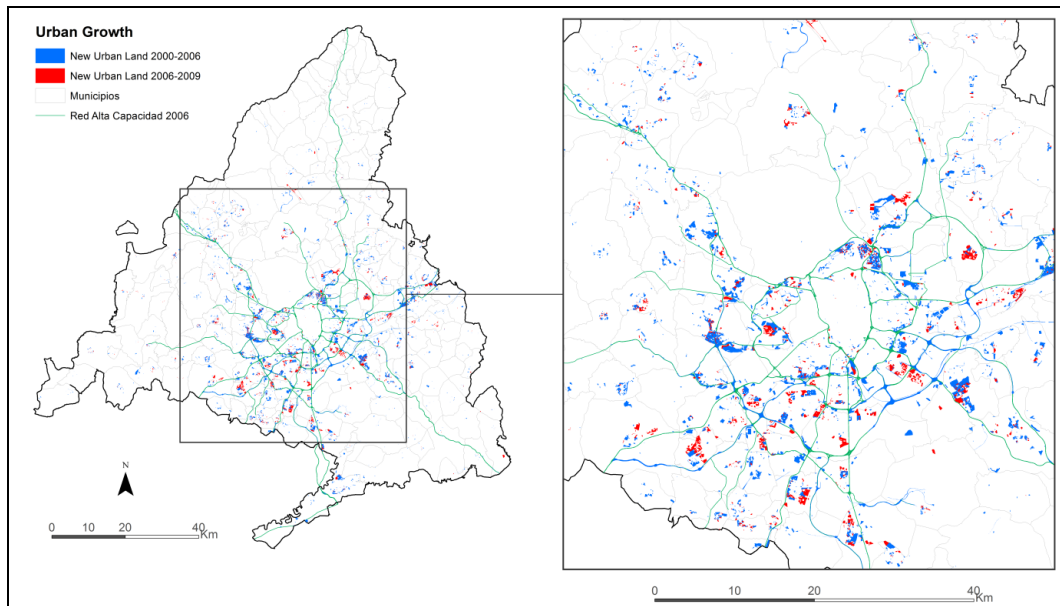 Urban Growth
New Urban Land 2000-2006
New Urban Land 2006-2009
Municipios
Red Alta Capacidad 2006
N
0 10 20 40 Km
0 10 20 40 Km